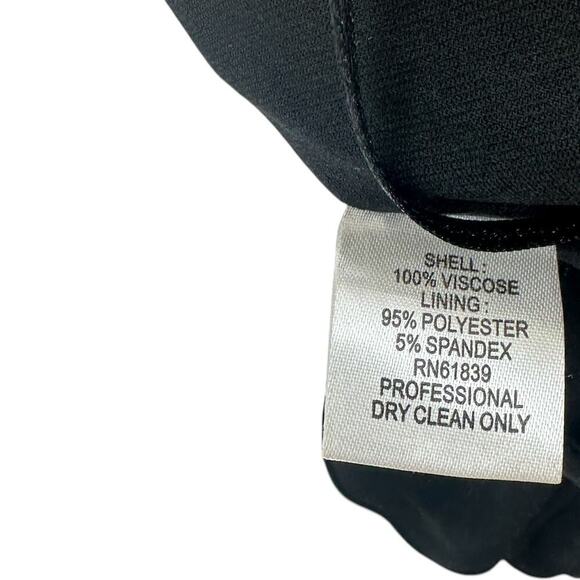 SHELL:
100% VISCOSE
LINING:
95% POLYESTER
5% SPANDEX
RN61839
PROFESSIONAL
DRY CLEAN ONLY